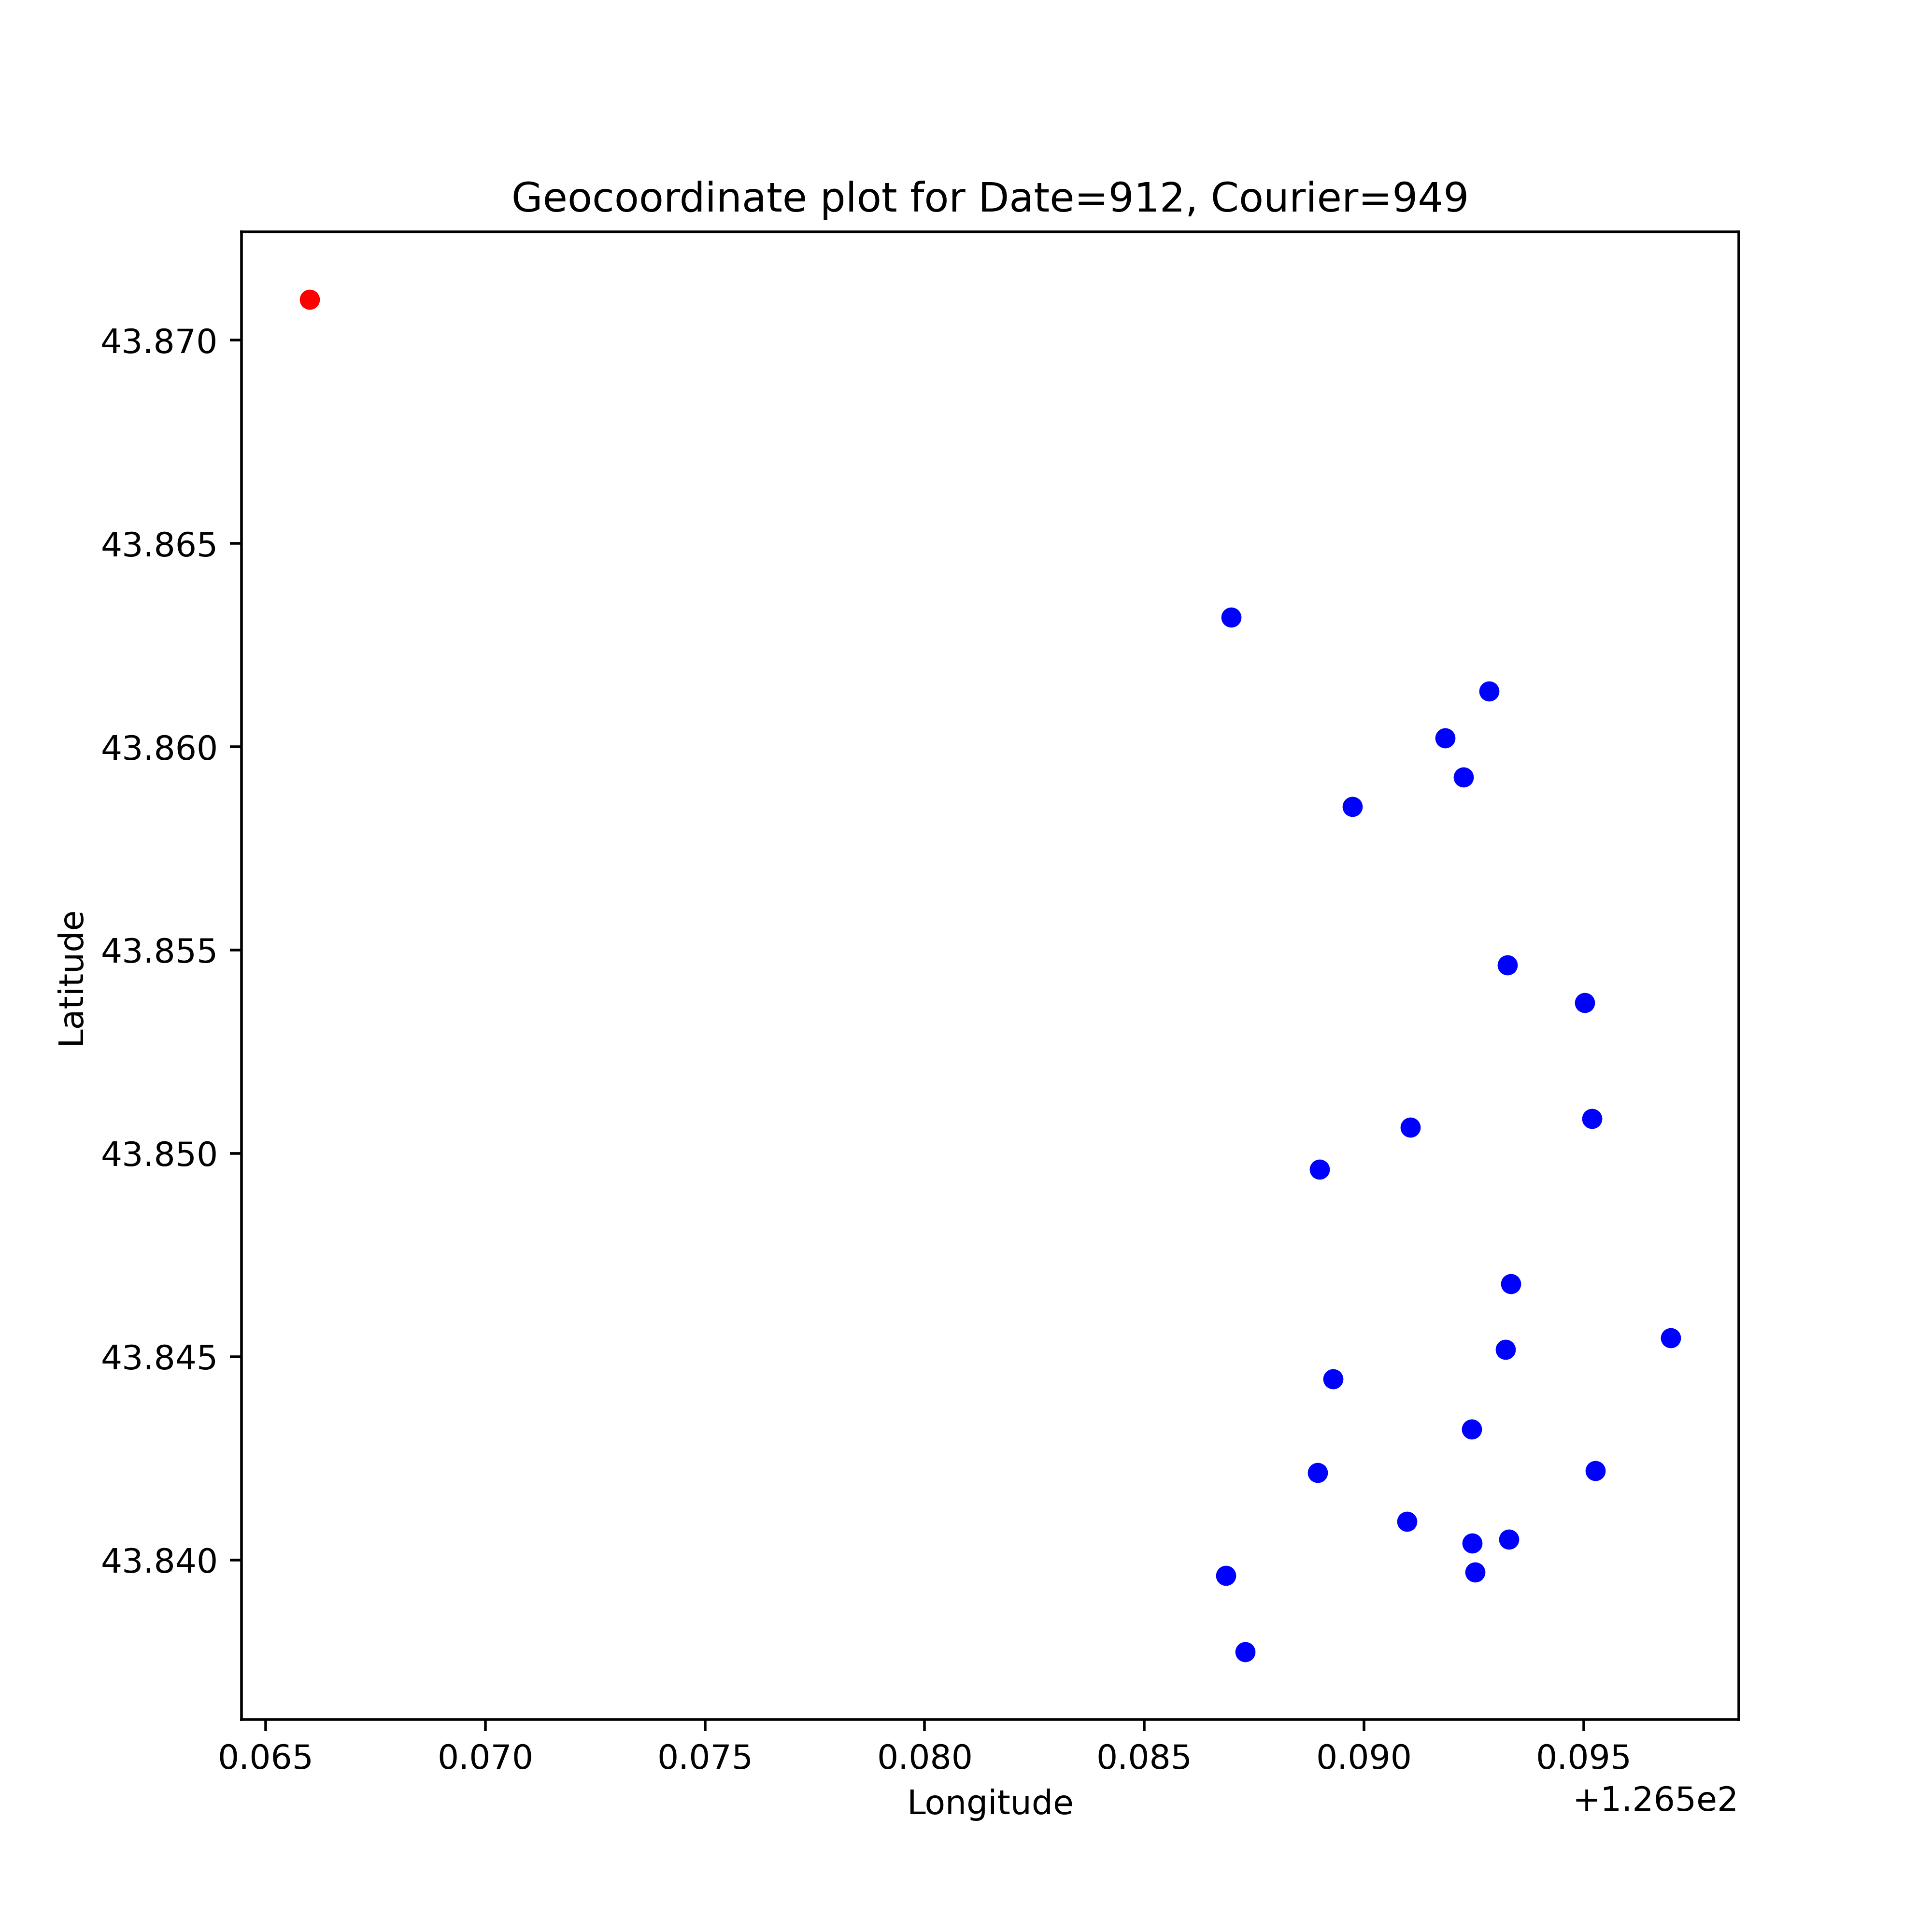 Geocoordinate plot for Date=912, Courier=949
43.870
43.865
43.860
43.855
43.850
43.845
43.840
Latitude
0.065 0.070 0.075 0.080 0.085 0.090 0.095
+1.265e2
Longitude